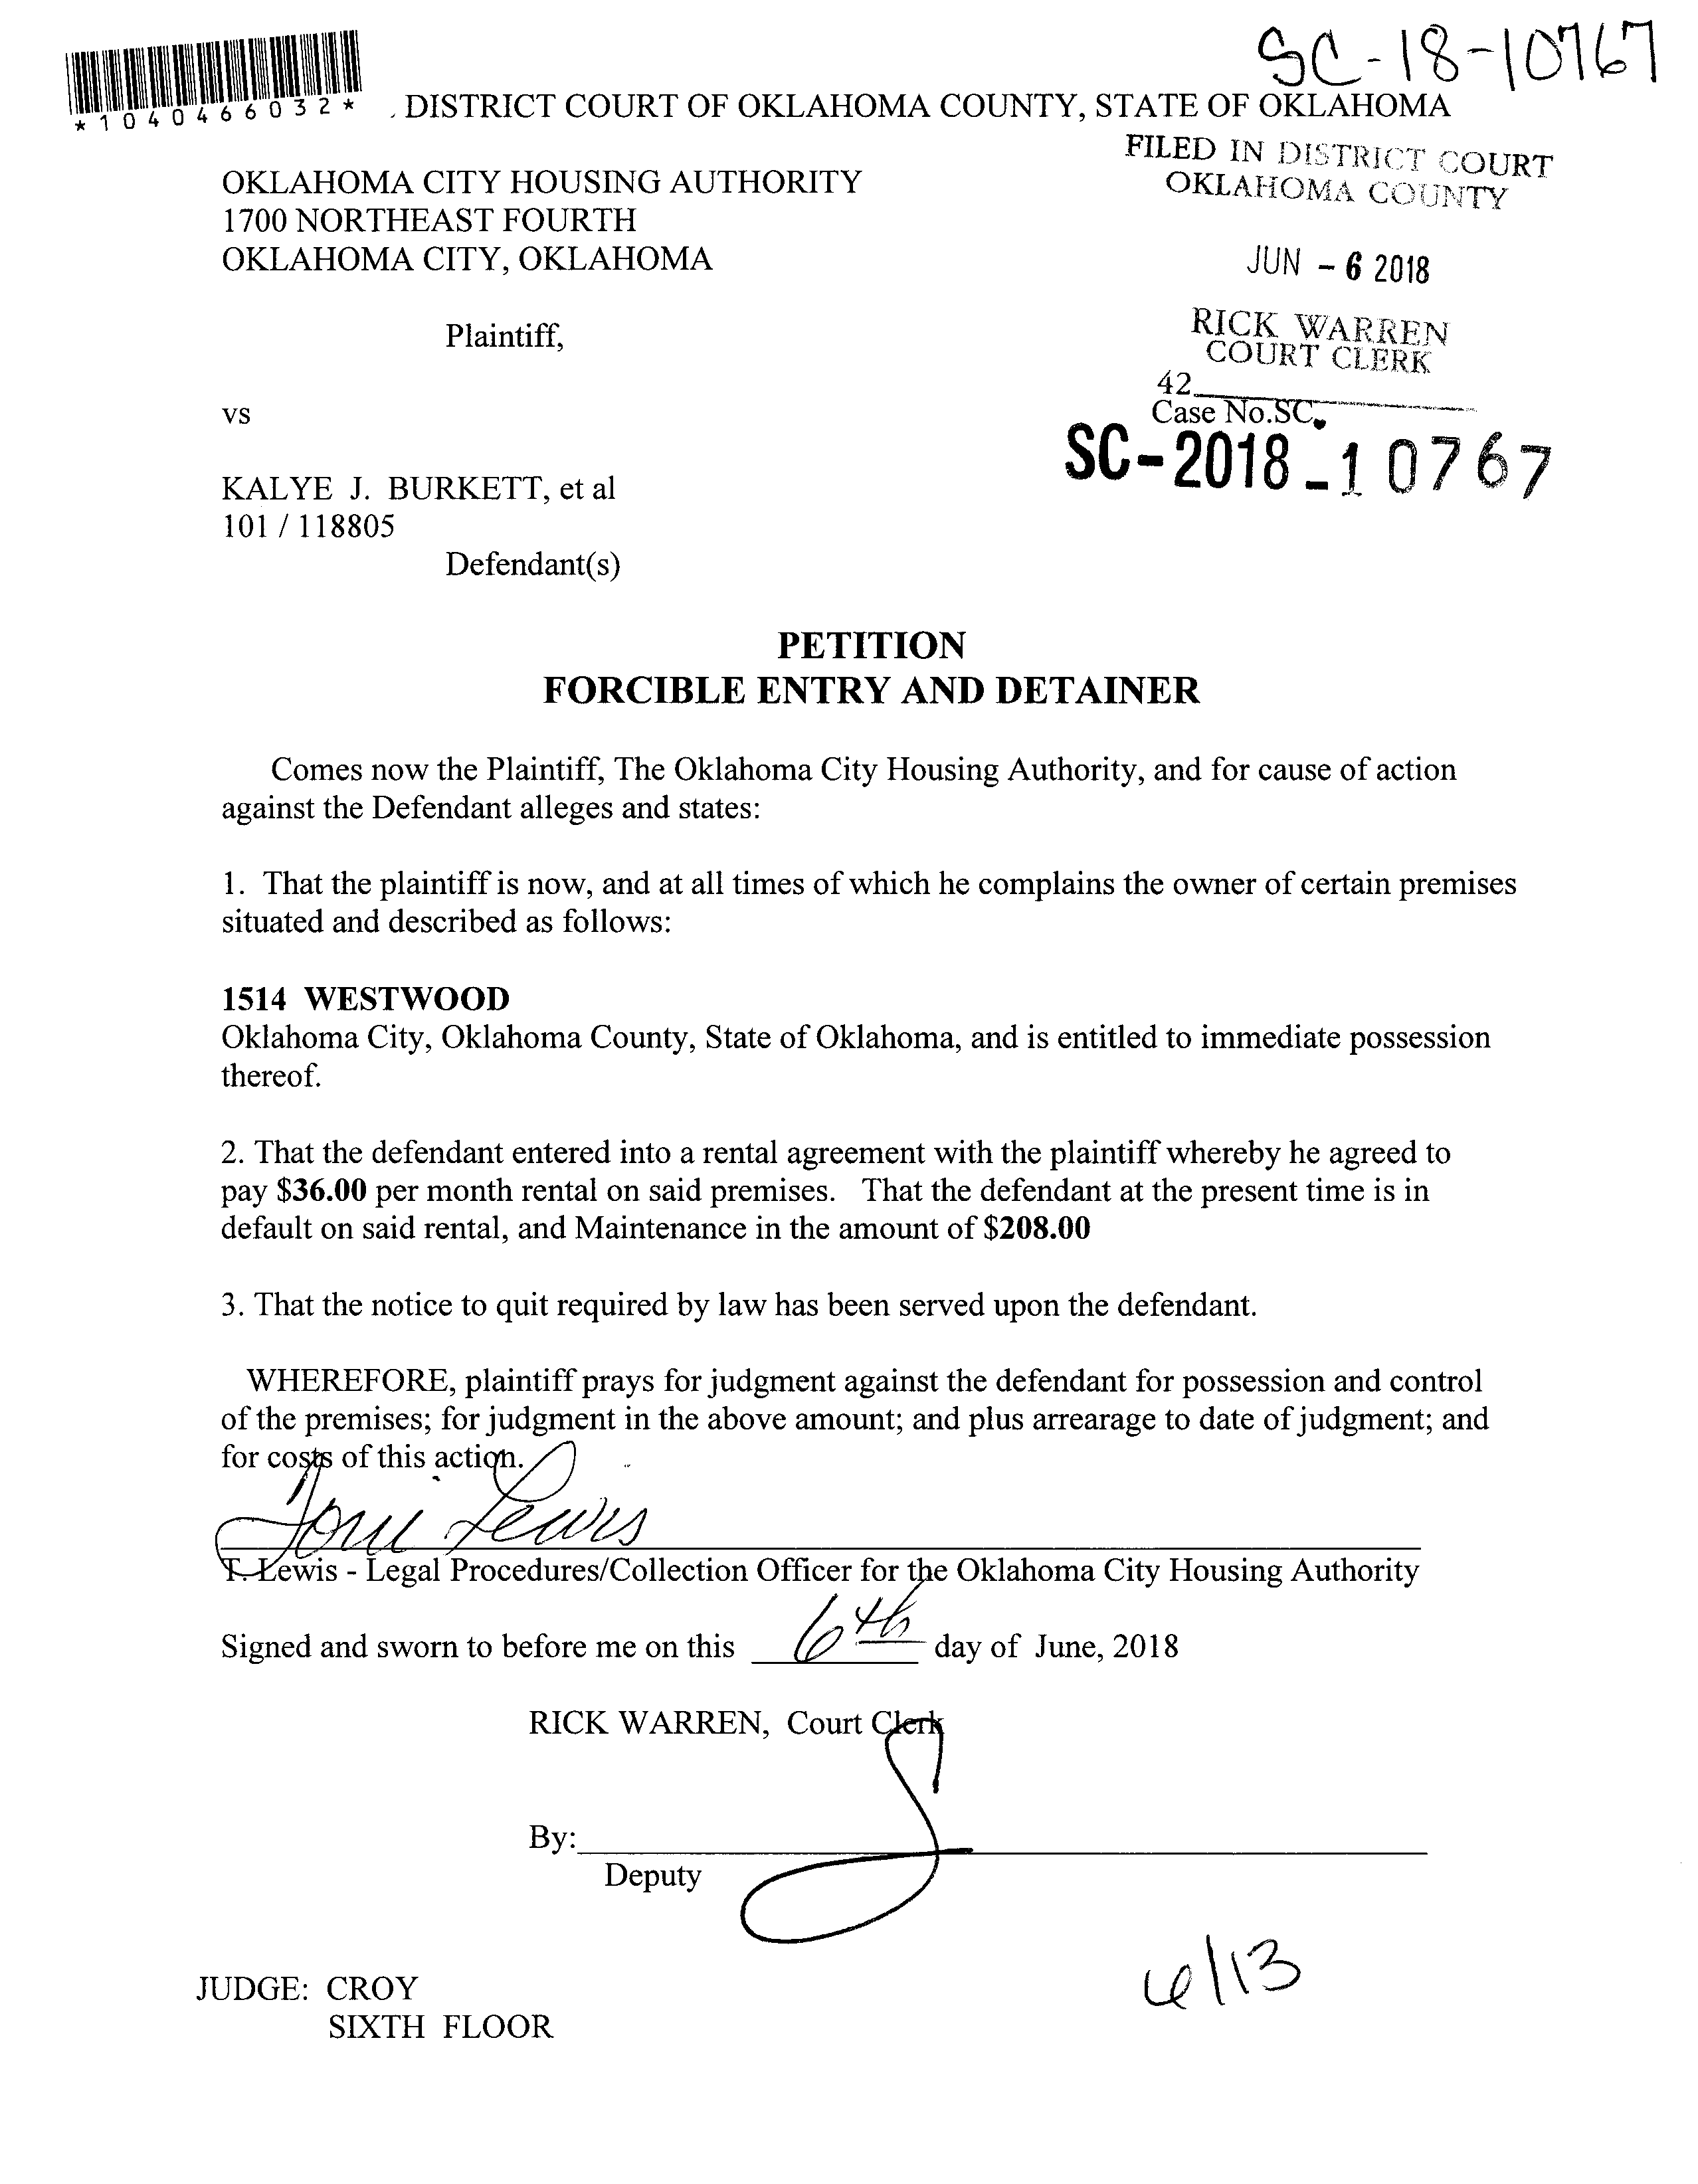 SC-18-10767
*1040466032*
DISTRICT COURT OF OKLAHOMA COUNTY, STATE OF OKLAHOMA
FILED IN DISTRICT COURT
OKLAHOMA COUNTY
OKLAHOMA CITY HOUSING AUTHORITY
1700 NORTHEAST FOURTH
OKLAHOMA CITY, OKLAHOMA
JUN - 6 2018
Plaintiff,
RICK WARREN
COURT CLERK
42
vs
Case No.SC.
SC-2018-10767
KALYE J. BURKETT, et al
101 / 118805
Defendant(s)
PETITION
FORCIBLE ENTRY AND DETAINER
Comes now the Plaintiff, The Oklahoma City Housing Authority, and for cause of action
against the Defendant alleges and states:
1. That the plaintiff is now, and at all times of which he complains the owner of certain premises
situated and described as follows:
1514 WESTWOOD
Oklahoma City, Oklahoma County, State of Oklahoma, and is entitled to immediate possession
thereof.
2. That the defendant entered into a rental agreement with the plaintiff whereby he agreed to
pay $36.00 per month rental on said premises. That the defendant at the present time is in
default on said rental, and Maintenance in the amount of $208.00
3. That the notice to quit required by law has been served upon the defendant.
WHEREFORE, plaintiff prays for judgment against the defendant for possession and control
of the premises; for judgment in the above amount; and plus arrearage to date of judgment; and
for costs of this action.
Toni Lewis
T. Lewis - Legal Procedures/Collection Officer for the Oklahoma City Housing Authority
Signed and sworn to before me on this 6th day of June, 2018
RICK WARREN, Court Clerk
By:
Deputy
6/13
JUDGE: CROY
SIXTH FLOOR